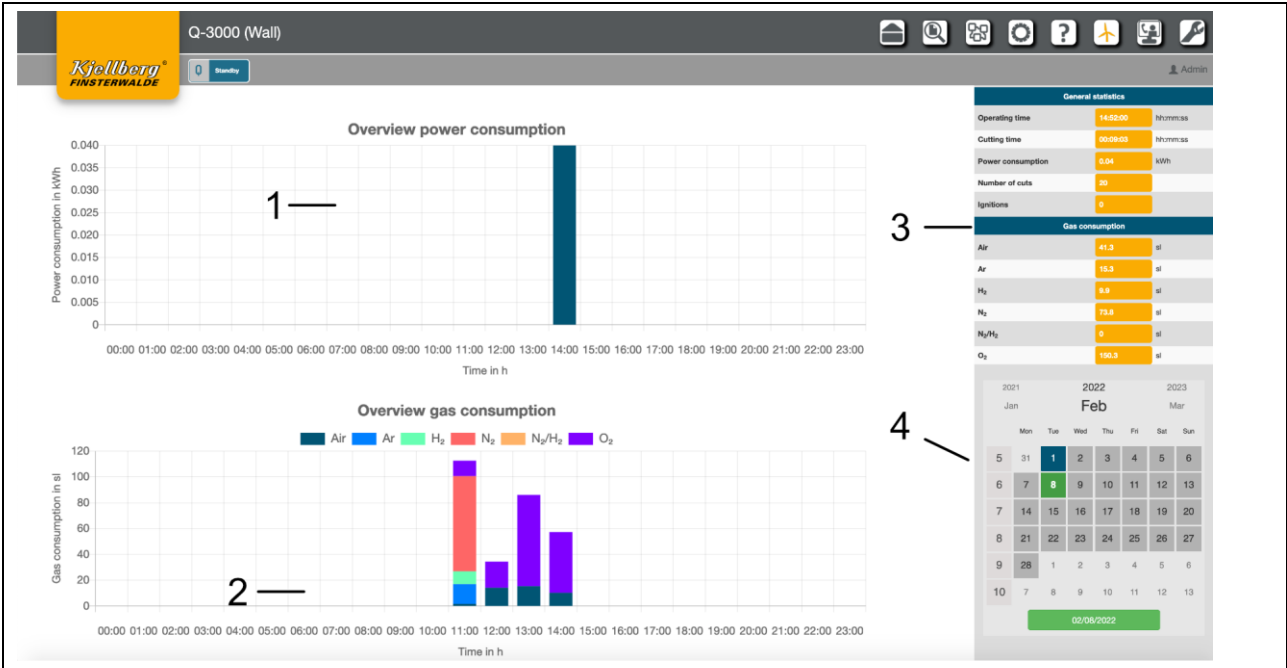 Q-3000 (Wall)
Kjellberg®
FINSTERWALDE
0 Standby
?
Admin
Overview power consumption
Power consumption in kWh
0.040
0.035
0.030
0.025
0.020
0.015
0.010
0.005
0
00:00 01:00 02:00 03:00 04:00 05:00 06:00 07:00 08:00 09:00 10:00 11:00 12:00 13:00 14:00 15:00 16:00 17:00 18:00 19:00 20:00 21:00 22:00 23:00
Time in h
1
Overview gas consumption
Air Ar H₂ N₂ N₂/H₂ O₂
Gas consumption in sl
120
100
80
60
40
20
0
00:00 01:00 02:00 03:00 04:00 05:00 06:00 07:00 08:00 09:00 10:00 11:00 12:00 13:00 14:00 15:00 16:00 17:00 18:00 19:00 20:00 21:00 22:00 23:00
Time in h
2
3
4
General statistics
Operating time 14:52:00 hh:mm:ss
Cutting time 00:09:03 hh:mm:ss
Power consumption 0.04 kWh
Number of cuts 20
Ignitions 0
Gas consumption
Air 41.3 sl
Ar 15.3 sl
H₂ sl
N₂ 73.8 sl
N₂/H₂ 0 sl
O₂ 150.3 sl
2021 2022 2023
Jan Feb Mar
Mon Tue Wed Thu Fri Sat Sun
5 31 1 2 3 4 5 6
6 7 8 9 10 11 12 13
7 14 15 16 17 18 19 20
8 21 22 23 24 25 26 27
9 28 1 2 3 4 5 6
10 7 8 9 10 11 12 13
02/08/2022